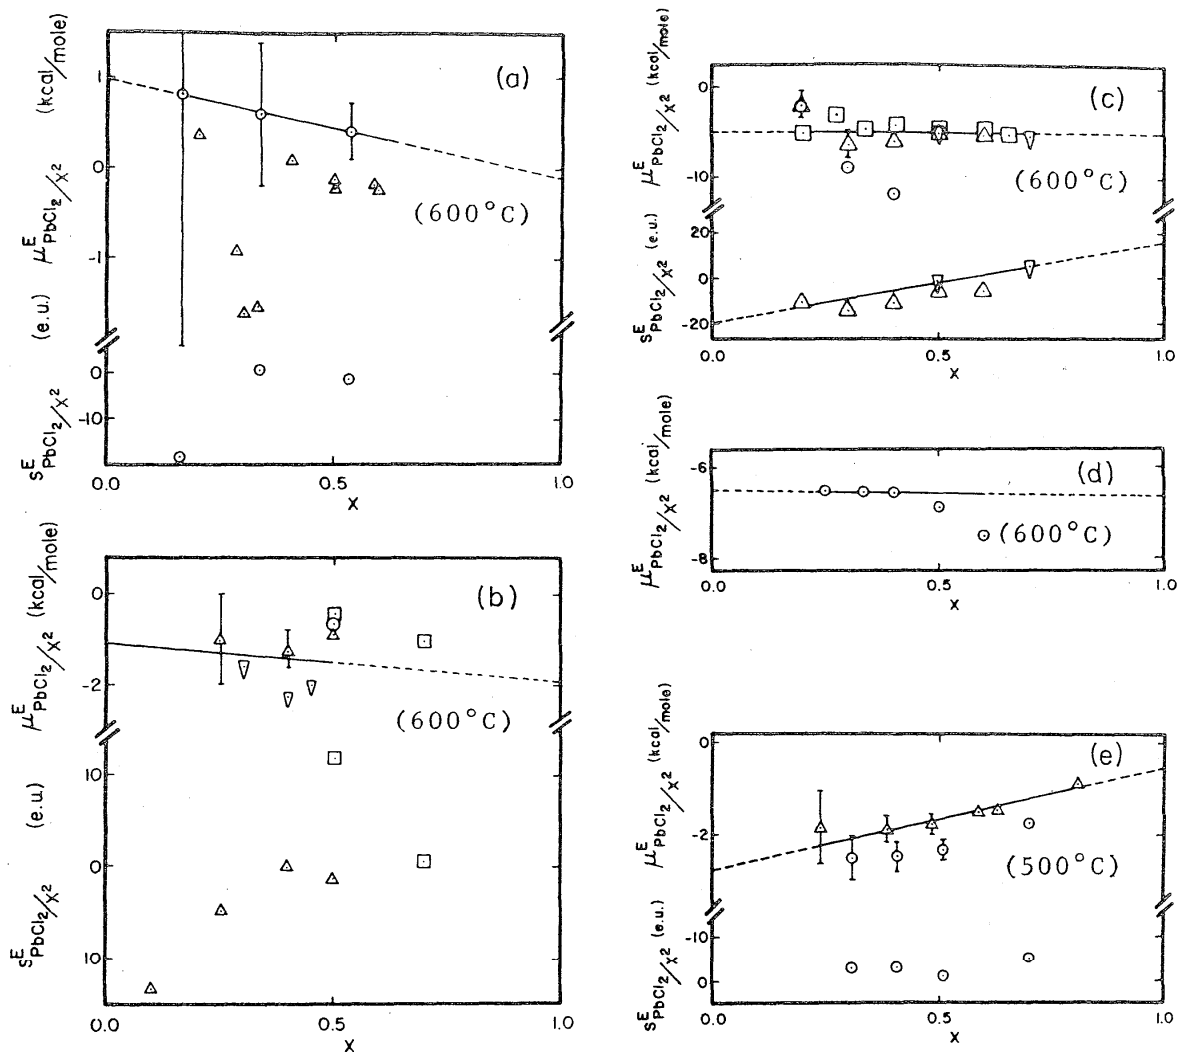 (a)
μ^E_PbCl2/X² (kcal/mole)
1
0
-1
(600°C)
S^E_PbCl2/X² (e.u.)
0
-10
0.0 0.5 1.0
X
(b)
μ^E_PbCl2/X² (kcal/mole)
0
-2
(600°C)
S^E_PbCl2/X² (e.u.)
10
0
10
0.0 0.5 1.0
X
(c)
μ^E_PbCl2/X² (kcal/mole)
0
-10
(600°C)
S^E_PbCl2/X² (e.u.)
20
0
-20
0.0 0.5 1.0
X
(d)
μ^E_PbCl2/X² (kcal/mole)
-6
-8
(600°C)
0.0 0.5 1.0
X
(e)
μ^E_PbCl2/X² (kcal/mole)
0
-2
(500°C)
S^E_PbCl2/X² (e.u.)
-10
0
0.0 0.5 1.0
X